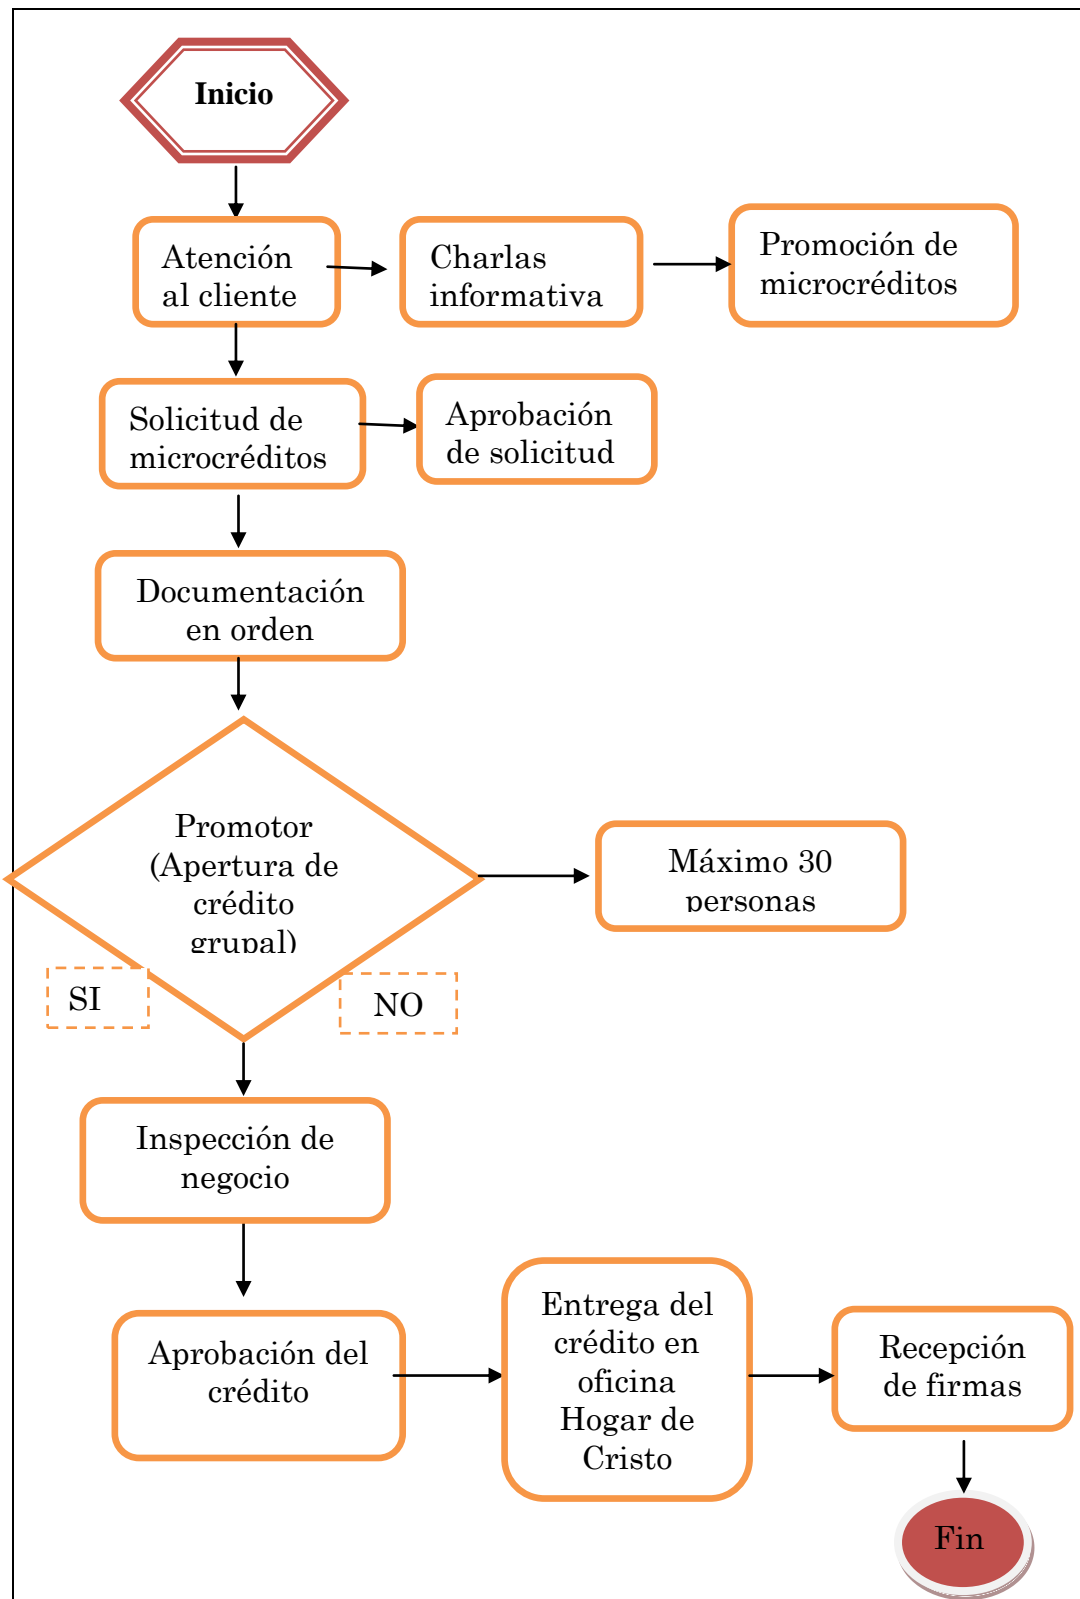 Inicio
Atención
al cliente
Charlas
informativa
Promoción de
microcréditos
Solicitud de
microcréditos
Aprobación
de solicitud
Documentación
en orden
Promotor
(Apertura de
crédito
grupal)
Máximo 30
personas
SI
NO
Inspección de
negocio
Aprobación del
crédito
Entrega del
crédito en
oficina
Hogar de
Cristo
Recepción
de firmas
Fin